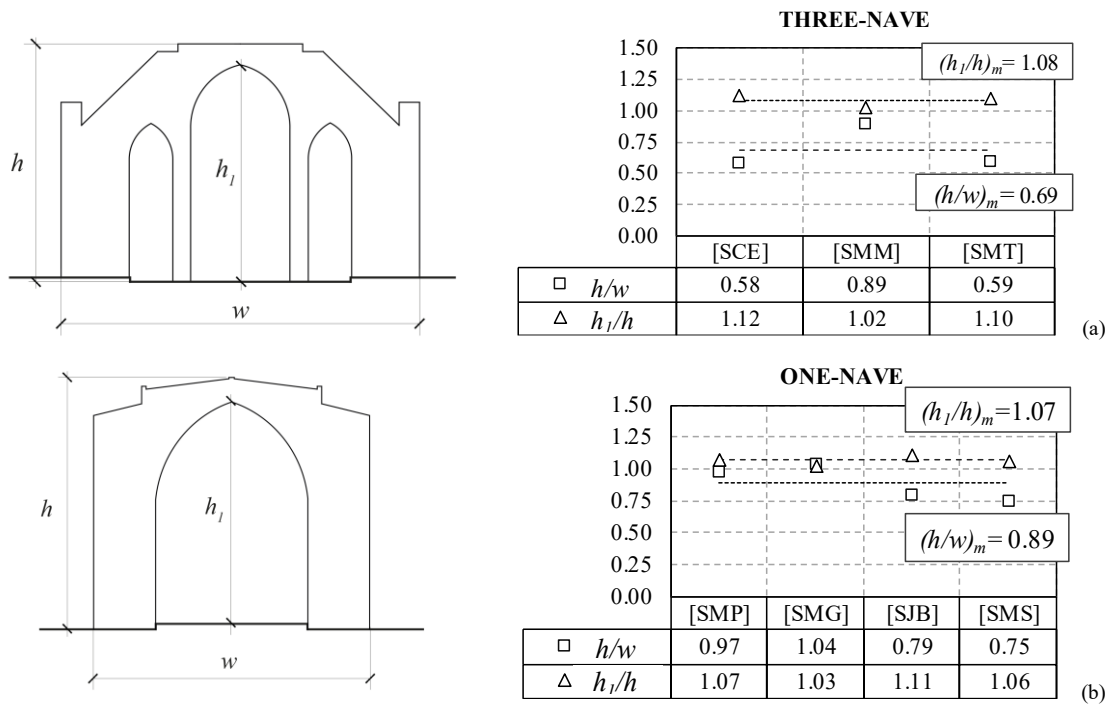 h
h1
w
THREE-NAVE
1.50
1.25
1.00
0.75
0.50
0.25
0.00
(h1/h)m= 1.08
(h/w)m= 0.69
[SCE] [SMM] [SMT]
□ h/w 0.58 0.89 0.59
△ h1/h 1.12 1.02 1.10
(a)
h
h1
w
ONE-NAVE
1.50
1.25
1.00
0.75
0.50
0.25
0.00
(h1/h)m=1.07
(h/w)m= 0.89
[SMP] [SMG] [SJB] [SMS]
□ h/w 0.97 1.04 0.79 0.75
△ h1/h 1.07 1.03 1.11 1.06
(b)